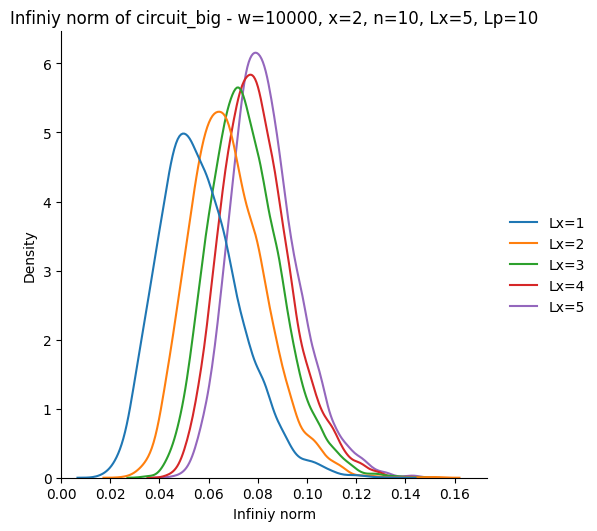 Infiniy norm of circuit_big - w=10000, x=2, n=10, Lx=5, Lp=10
6
5
4
3
2
1
0
Density
0.00 0.02 0.04 0.06 0.08 0.10 0.12 0.14 0.16
Infiniy norm
Lx=1
Lx=2
Lx=3
Lx=4
Lx=5